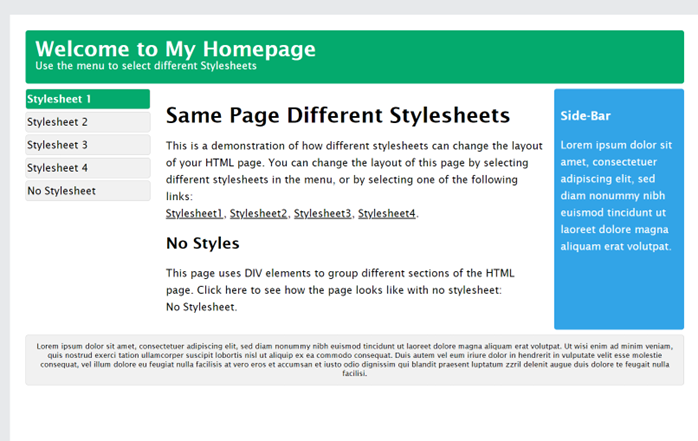 Welcome to My Homepage
Use the menu to select different Stylesheets
Stylesheet 1
Stylesheet 2
Stylesheet 3
Stylesheet 4
No Stylesheet
Same Page Different Stylesheets
This is a demonstration of how different stylesheets can change the layout
of your HTML page. You can change the layout of this page by selecting
different stylesheets in the menu, or by selecting one of the following
links:
Stylesheet1, Stylesheet2, Stylesheet3, Stylesheet4.
No Styles
This page uses DIV elements to group different sections of the HTML
page. Click here to see how the page looks like with no stylesheet:
No Stylesheet.
Side-Bar
Lorem ipsum dolor sit
amet, consectetuer
adipiscing elit, sed
diam nonummy nibh
euismod tincidunt ut
laoreet dolore magna
aliquam erat volutpat.
Lorem ipsum dolor sit amet, consectetuer adipiscing elit, sed diam nonummy nibh euismod tincidunt ut laoreet dolore magna aliquam erat volutpat. Ut wisi enim ad minim veniam,
quis nostrud exerci tation ullamcorper suscipit lobortis nisl ut aliquip ex ea commodo consequat. Duis autem vel eum iriure dolor in hendrerit in vulputate velit esse molestie
consequat, vel illum dolore eu feugiat nulla facilisis at vero eros et accumsan et iusto odio dignissim qui blandit praesent luptatum zzril delenit augue duis dolore te feugait nulla
facilisi.